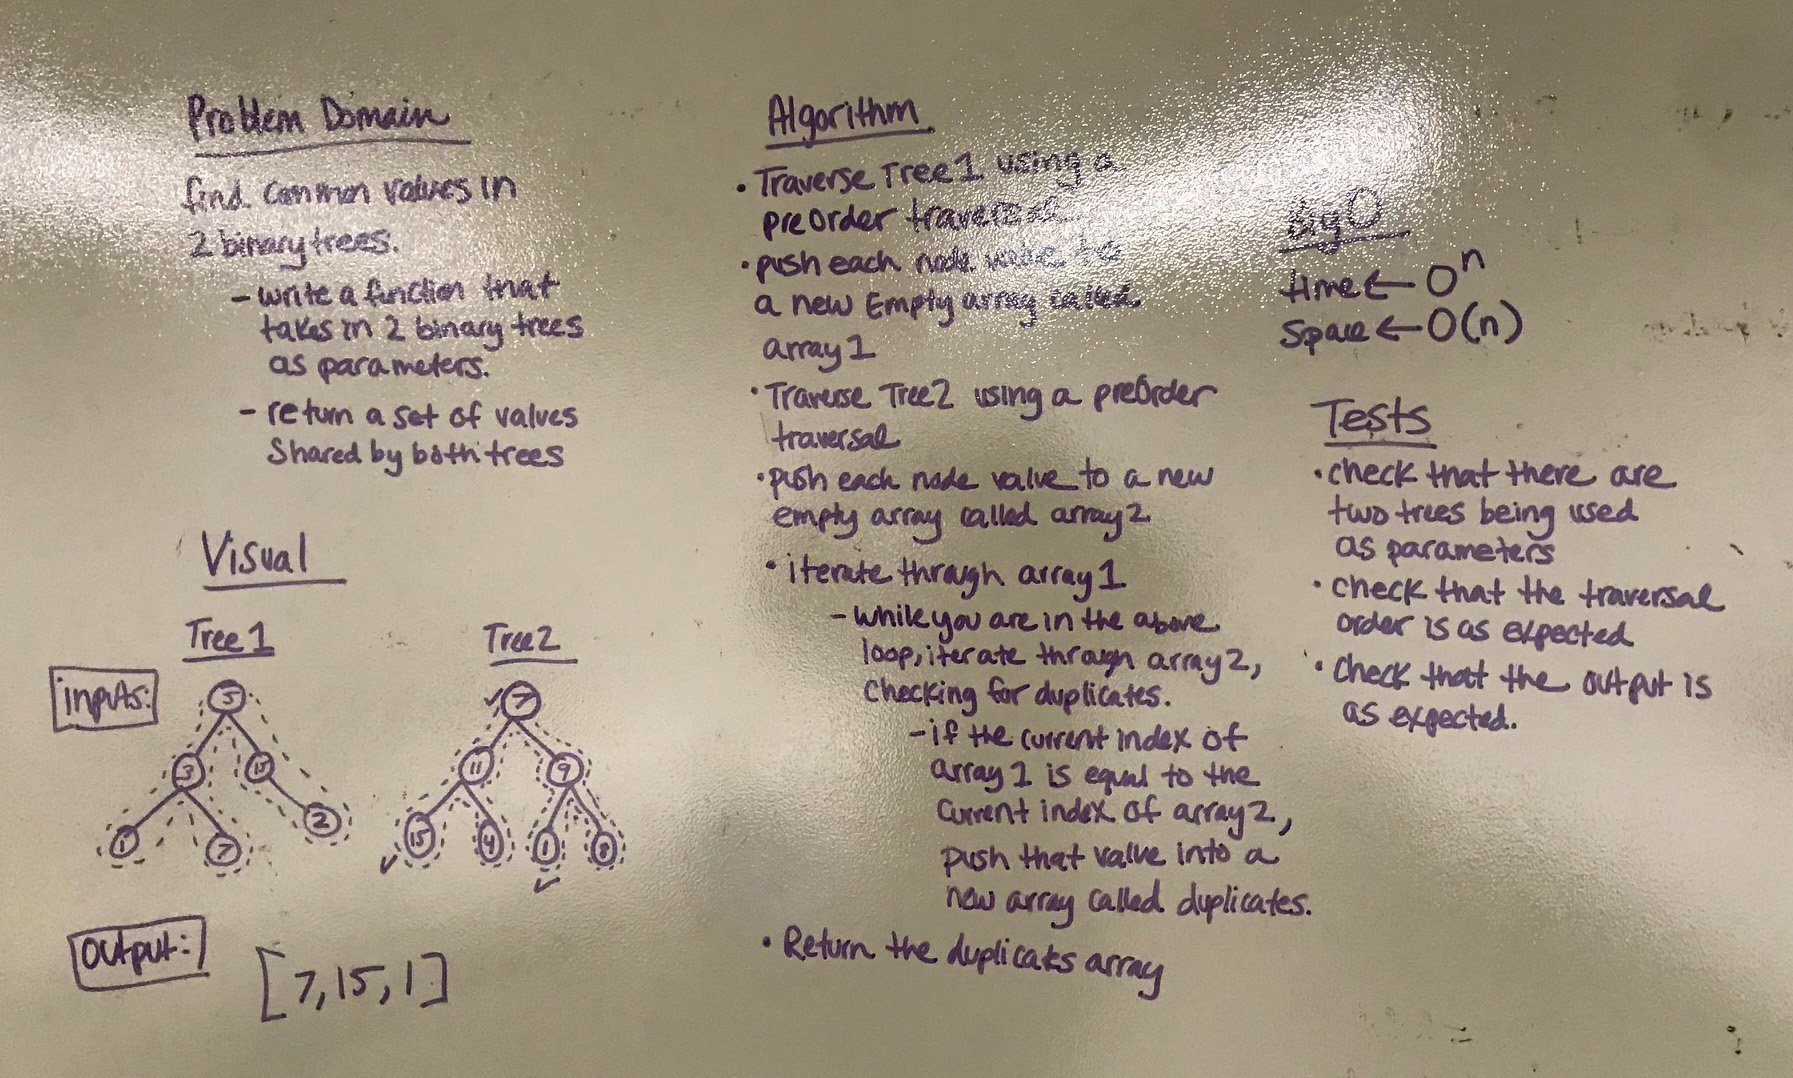 Problem Domain
find common values in
2 binary trees.
- write a function that
takes in 2 binary trees
as parameters.
- return a set of values
Shared by both trees
Visual
Tree 1
Tree 2
inputs:
5
3
15
1
7
2
7
11
9
15
4
1
8
output:
[7, 15, 1]
Algorithm
• Traverse Tree 1 using a
preOrder traversal
• push each node value to
a new Empty array called
array 1
• Traverse Tree2 using a preOrder
traversal
• push each node value to a new
empty array called array 2
• iterate through array 1
- while you are in the above
loop, iterate through array 2,
checking for duplicates.
- if the current index of
array 1 is equal to the
current index of array 2,
push that value into a
new array called duplicates.
• Return the duplicats array
Big O
time ← Oⁿ
Space ← O(n)
Tests
• check that there are
two trees being used
as parameters
• check that the traversal
order is as expected
• check that the output is
as expected.